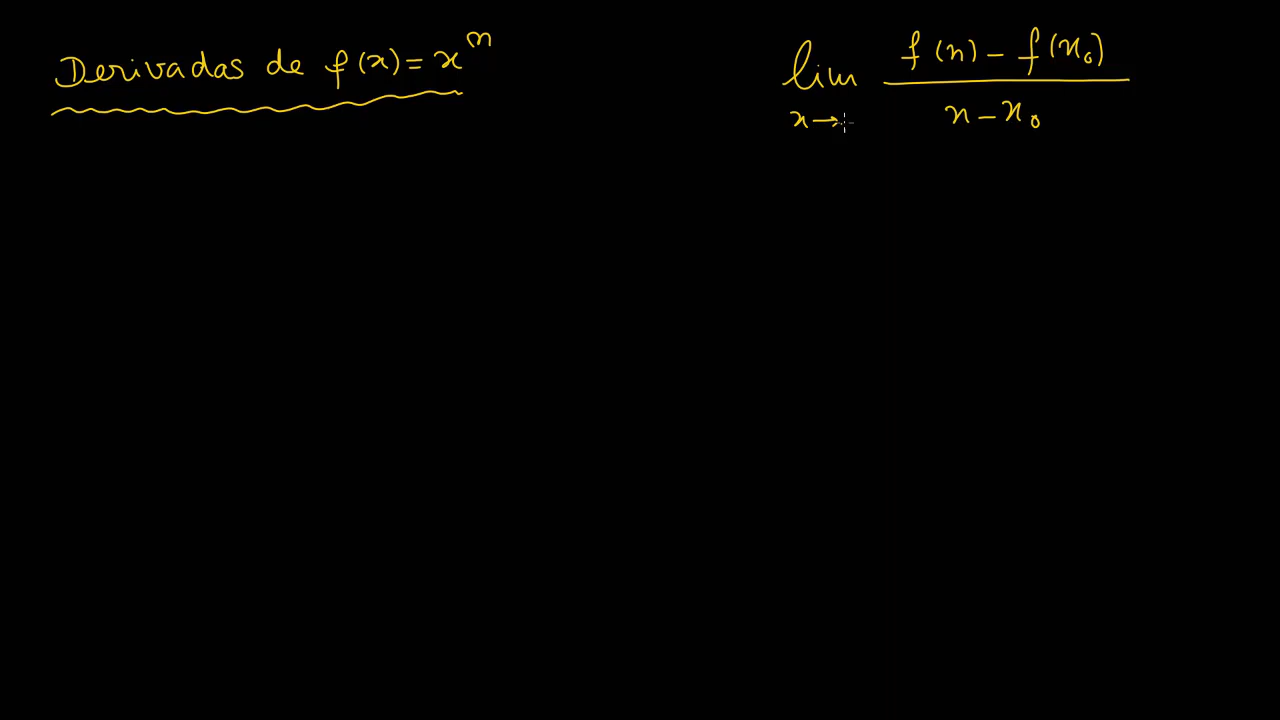 Derivadas de f(x) = x^n
lim x→ f(x) - f(x₀) / x - x₀